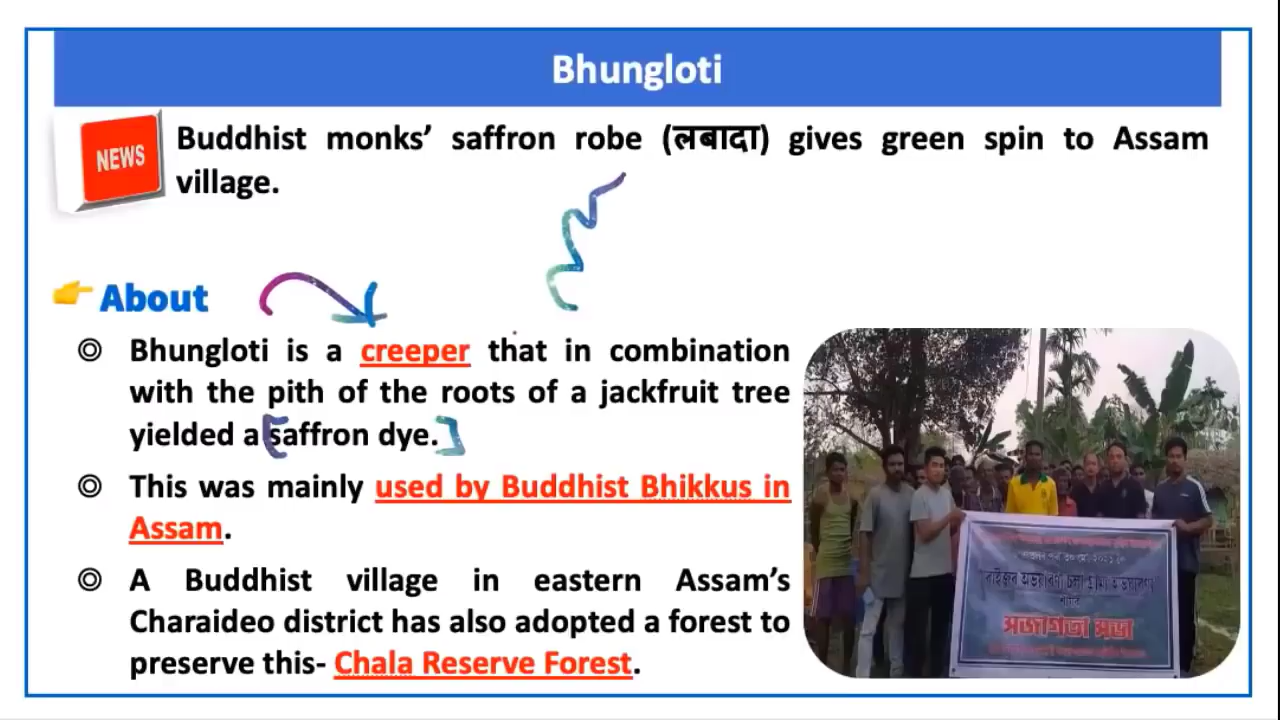 Bhungloti
NEWS
Buddhist monks’ saffron robe (लबादा) gives green spin to Assam
village.
👉 About
◎ Bhungloti is a creeper that in combination
with the pith of the roots of a jackfruit tree
yielded a saffron dye.
◎ This was mainly used by Buddhist Bhikkus in
Assam.
◎ A Buddhist village in eastern Assam’s
Charaideo district has also adopted a forest to
preserve this- Chala Reserve Forest.
সজাগতা সভা